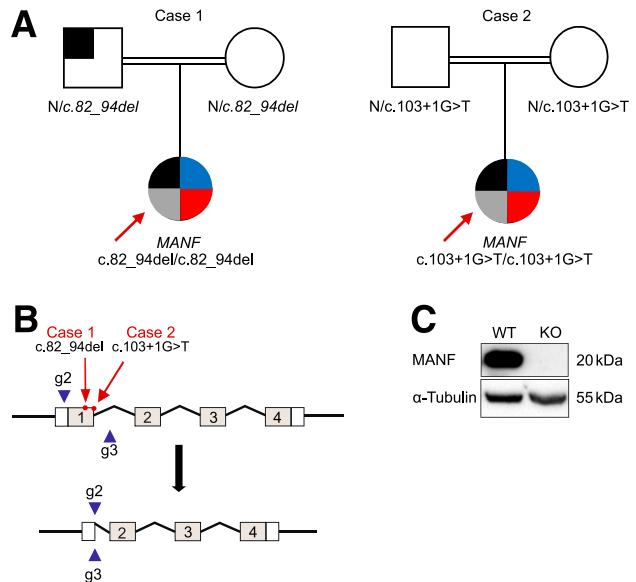 A
Case 1
Case 2
N/c.82_94del
N/c.82_94del
N/c.103+1G>T
N/c.103+1G>T
MANF
c.82_94del/c.82_94del
MANF
c.103+1G>T/c.103+1G>T
B
Case 1
Case 2
c.82_94del
c.103+1G>T
g2
1
2
3
4
g3
g2
2
3
4
g3
C
WT
KO
MANF
20 kDa
α-Tubulin
55 kDa